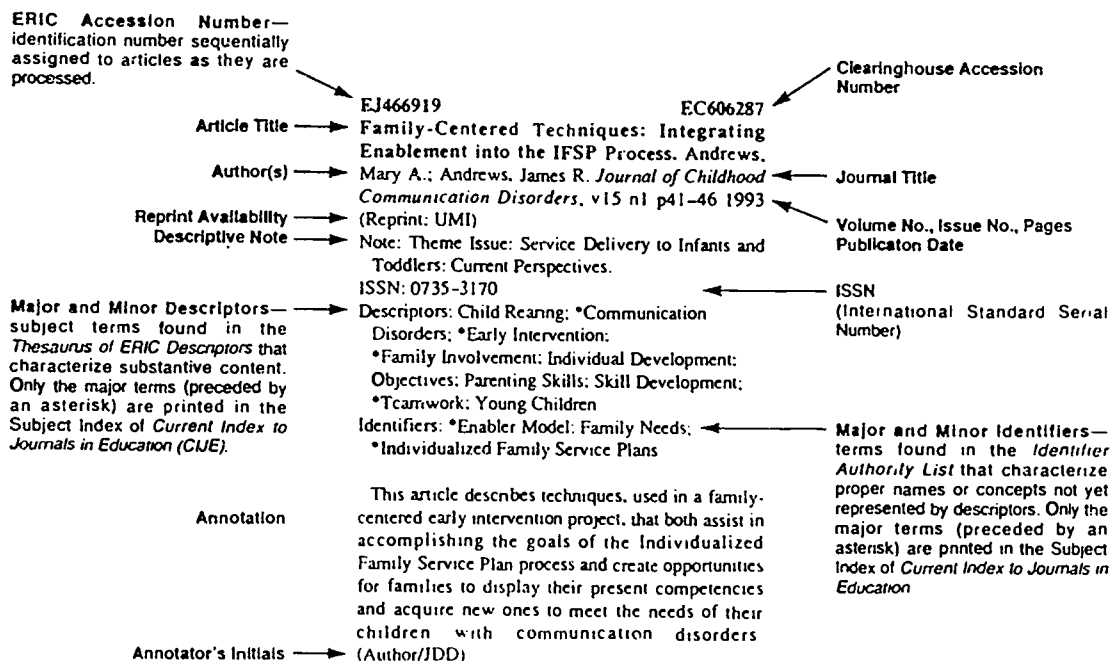 ERIC Accession Number—
identification number sequentially
assigned to articles as they are
processed.
Clearinghouse Accession
Number
EJ466919 EC606287
Article Title
Family-Centered Techniques: Integrating
Enablement into the IFSP Process. Andrews,
Author(s)
Mary A.; Andrews, James R. Journal of Childhood
Journal Title
Communication Disorders, v15 n1 p41–46 1993
Volume No., Issue No., Pages
Publicaton Date
Reprint Availability
(Reprint: UMI)
Descriptive Note
Note: Theme Issue: Service Delivery to Infants and
Toddlers: Current Perspectives.
ISSN: 0735-3170
ISSN
(International Standard Serial
Number)
Major and Minor Descriptors—
subject terms found in the
Thesaurus of ERIC Descriptors that
characterize substantive content.
Only the major terms (preceded by
an asterisk) are printed in the
Subject Index of Current Index to
Journals in Education (CIJE).
Descriptors: Child Rearing; *Communication
Disorders; *Early Intervention;
*Family Involvement; Individual Development;
Objectives; Parenting Skills; Skill Development;
*Teamwork; Young Children
Identifiers: *Enabler Model; Family Needs;
*Individualized Family Service Plans
Major and Minor Identifiers—
terms found in the Identifier
Authority List that characterize
proper names or concepts not yet
represented by descriptors. Only the
major terms (preceded by an
asterisk) are printed in the Subject
Index of Current Index to Journals in
Education
Annotation
This article describes techniques, used in a family-
centered early intervention project, that both assist in
accomplishing the goals of the Individualized
Family Service Plan process and create opportunities
for families to display their present competencies
and acquire new ones to meet the needs of their
children with communication disorders
Annotator's Initials
(Author/JDD)